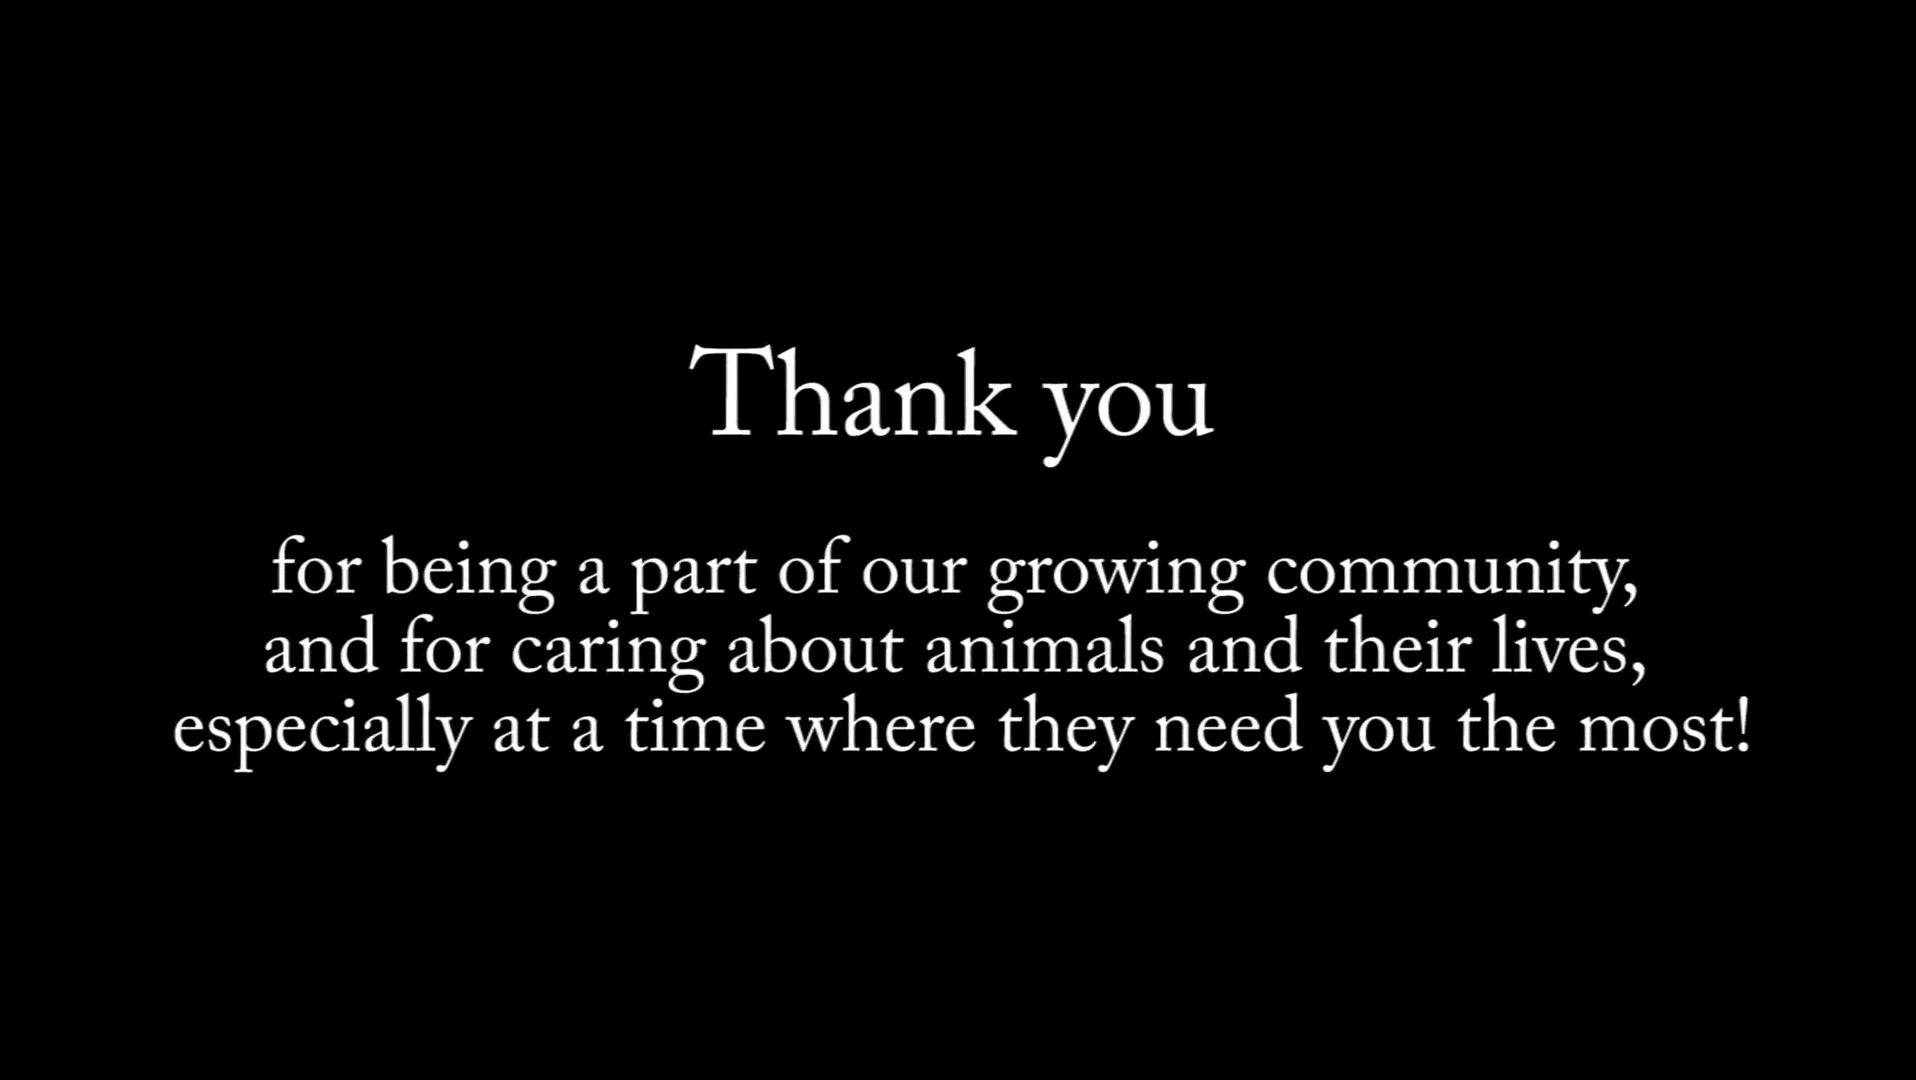 Thank you
for being a part of our growing community,
and for caring about animals and their lives,
especially at a time where they need you the most!